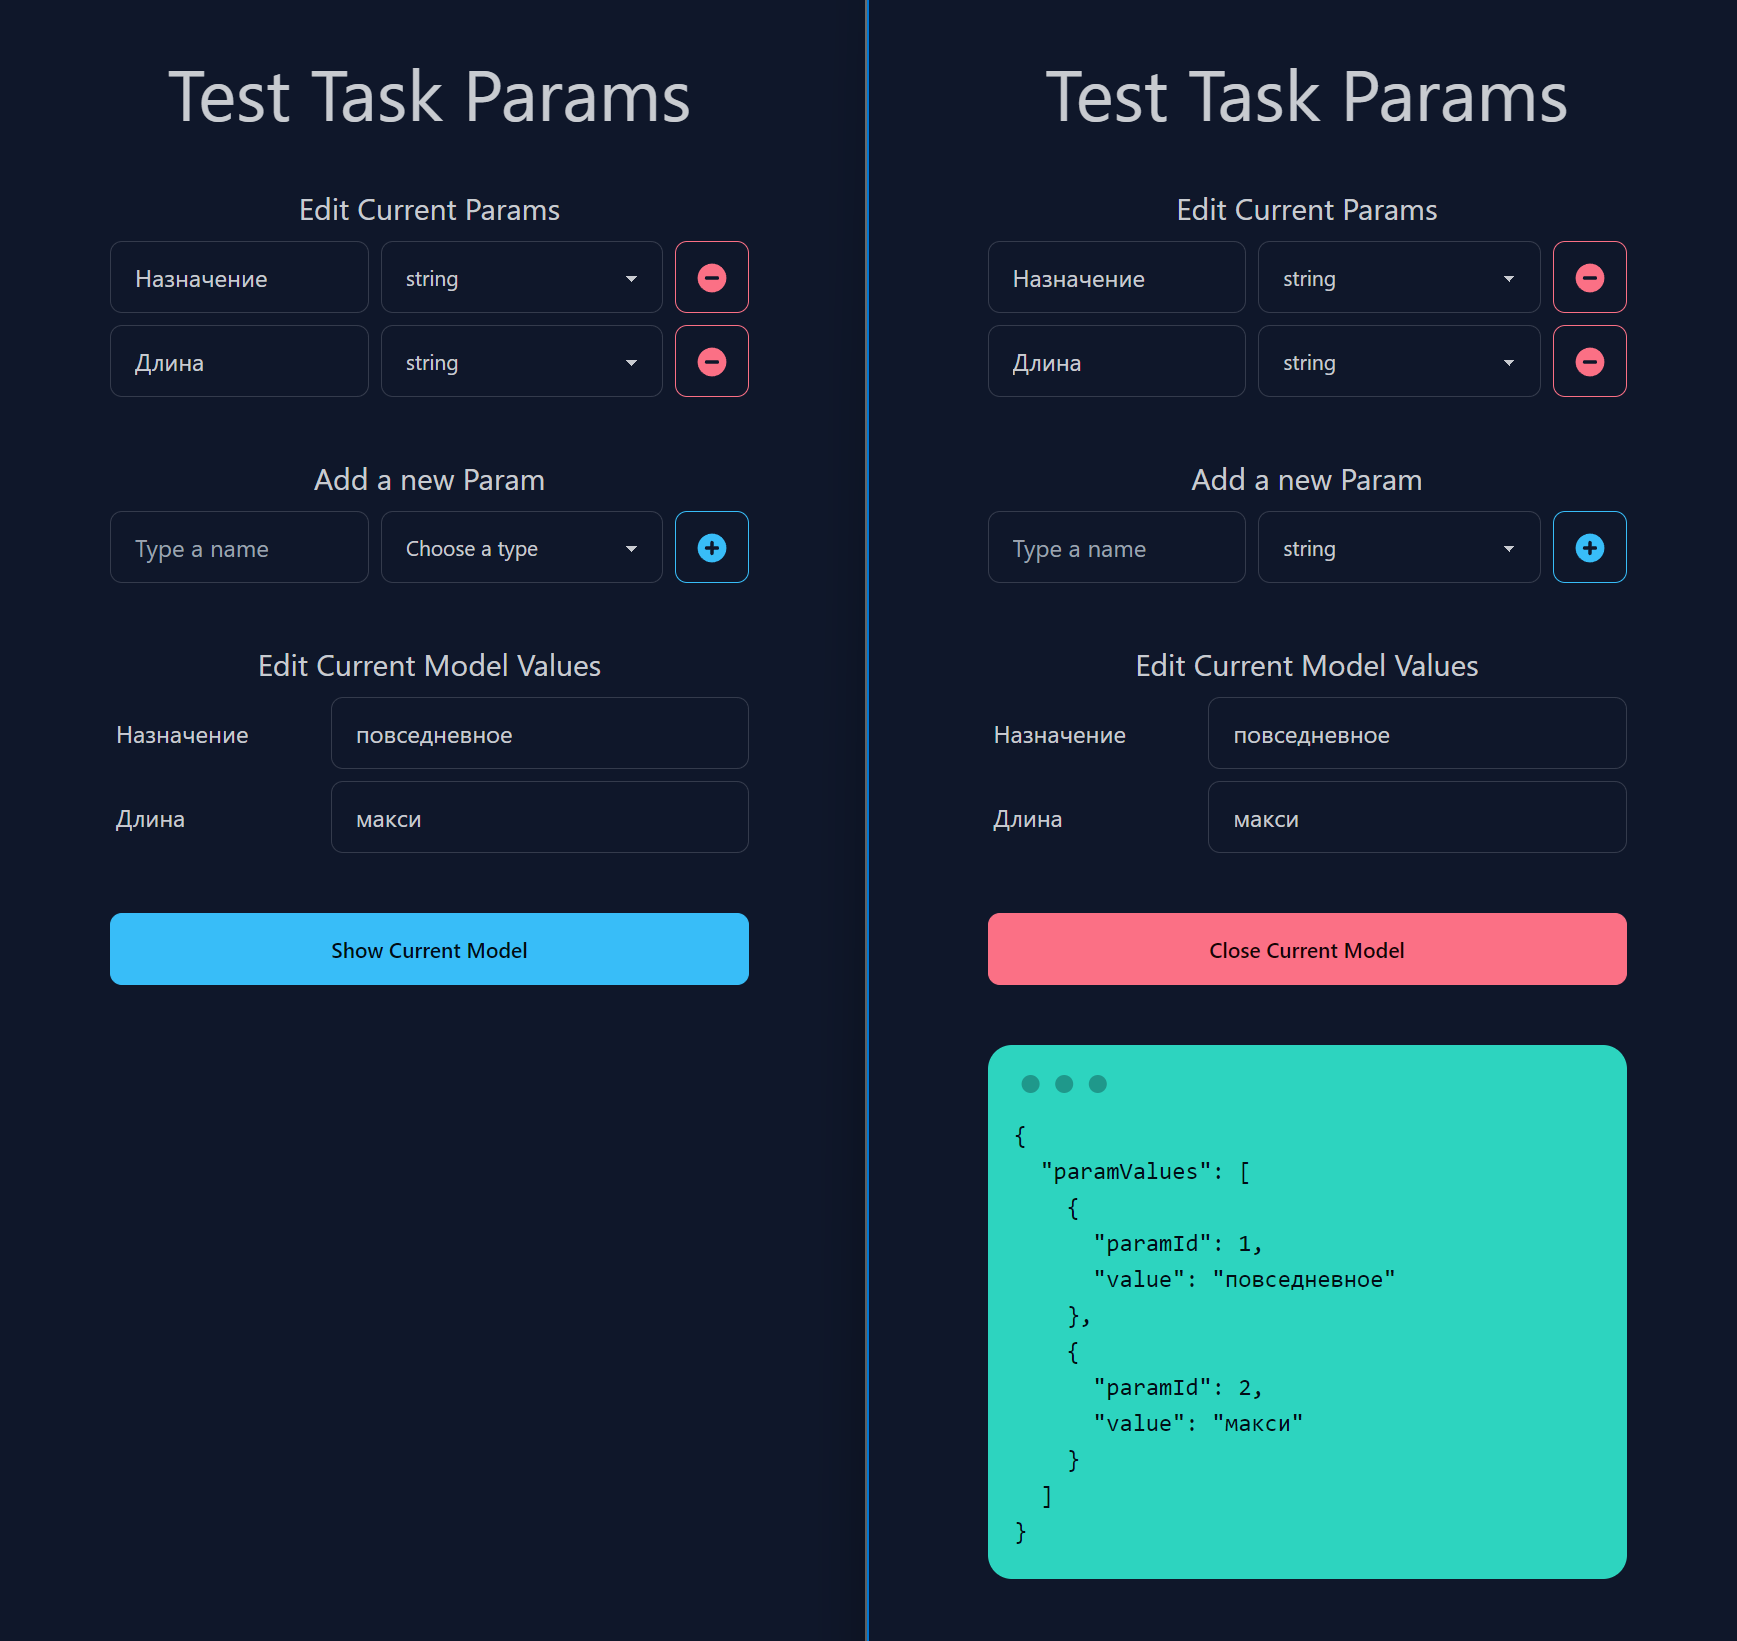 Test Task Params
Edit Current Params
Назначение
string
Длина
string
Add a new Param
Type a name
Choose a type
Edit Current Model Values
Назначение
повседневное
Длина
макси
Show Current Model
Test Task Params
Edit Current Params
Назначение
string
Длина
string
Add a new Param
Type a name
string
Edit Current Model Values
Назначение
повседневное
Длина
макси
Close Current Model
{
"paramValues": [
{
"paramId": 1,
"value": "повседневное"
},
{
"paramId": 2,
"value": "макси"
}
]
}